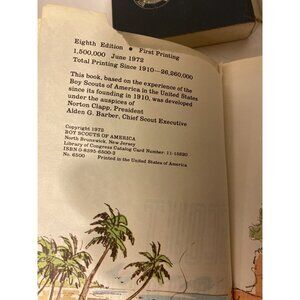 Eighth Edition • First Printing
1,500,000 June 1972
Total Printing Since 1910—26,260,000
This book, based on the experience of the
Boy Scouts of America in the United States
since its founding in 1910, was developed
under the auspices of
Norton Clapp, President
Alden G. Barber, Chief Scout Executive
Copyright 1972
BOY SCOUTS OF AMERICA
North Brunswick, New Jersey
Library of Congress Catalog Card Number: 11-15820
ISBN 0-8395-6500-3
No. 6500 Printed in the United States of America